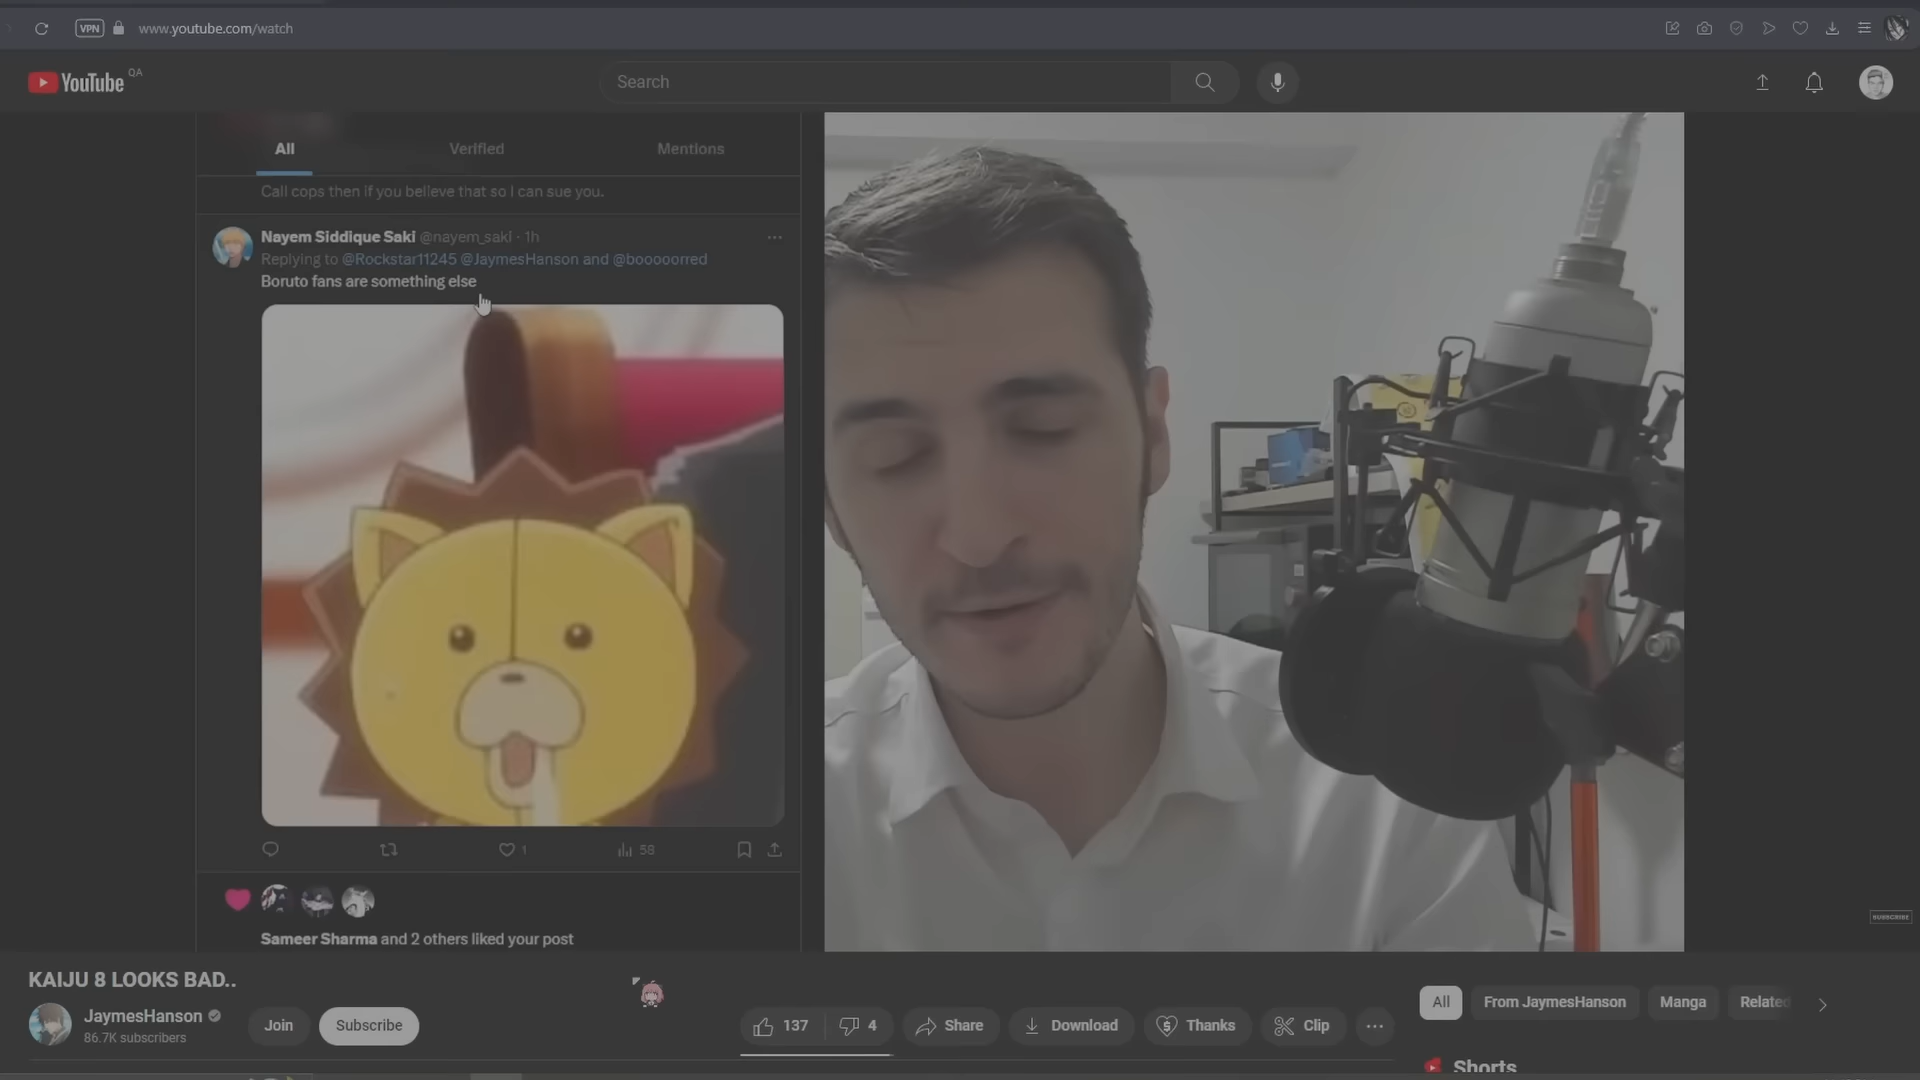 VPN
www.youtube.com/watch
YouTube QA
Search
All
Verified
Mentions
Call cops then if you believe that so I can sue you.
Nayem Siddique Saki @nayem_saki · 1h
Replying to @Rockstar11245 @JaymesHanson and @booooorred
Boruto fans are something else
1
58
Sameer Sharma and 2 others liked your post
SUBSCRIBE
KAIJU 8 LOOKS BAD..
JaymesHanson
86.7K subscribers
Join
Subscribe
137
4
Share
Download
Thanks
Clip
All
From JaymesHanson
Manga
Related
Shorts